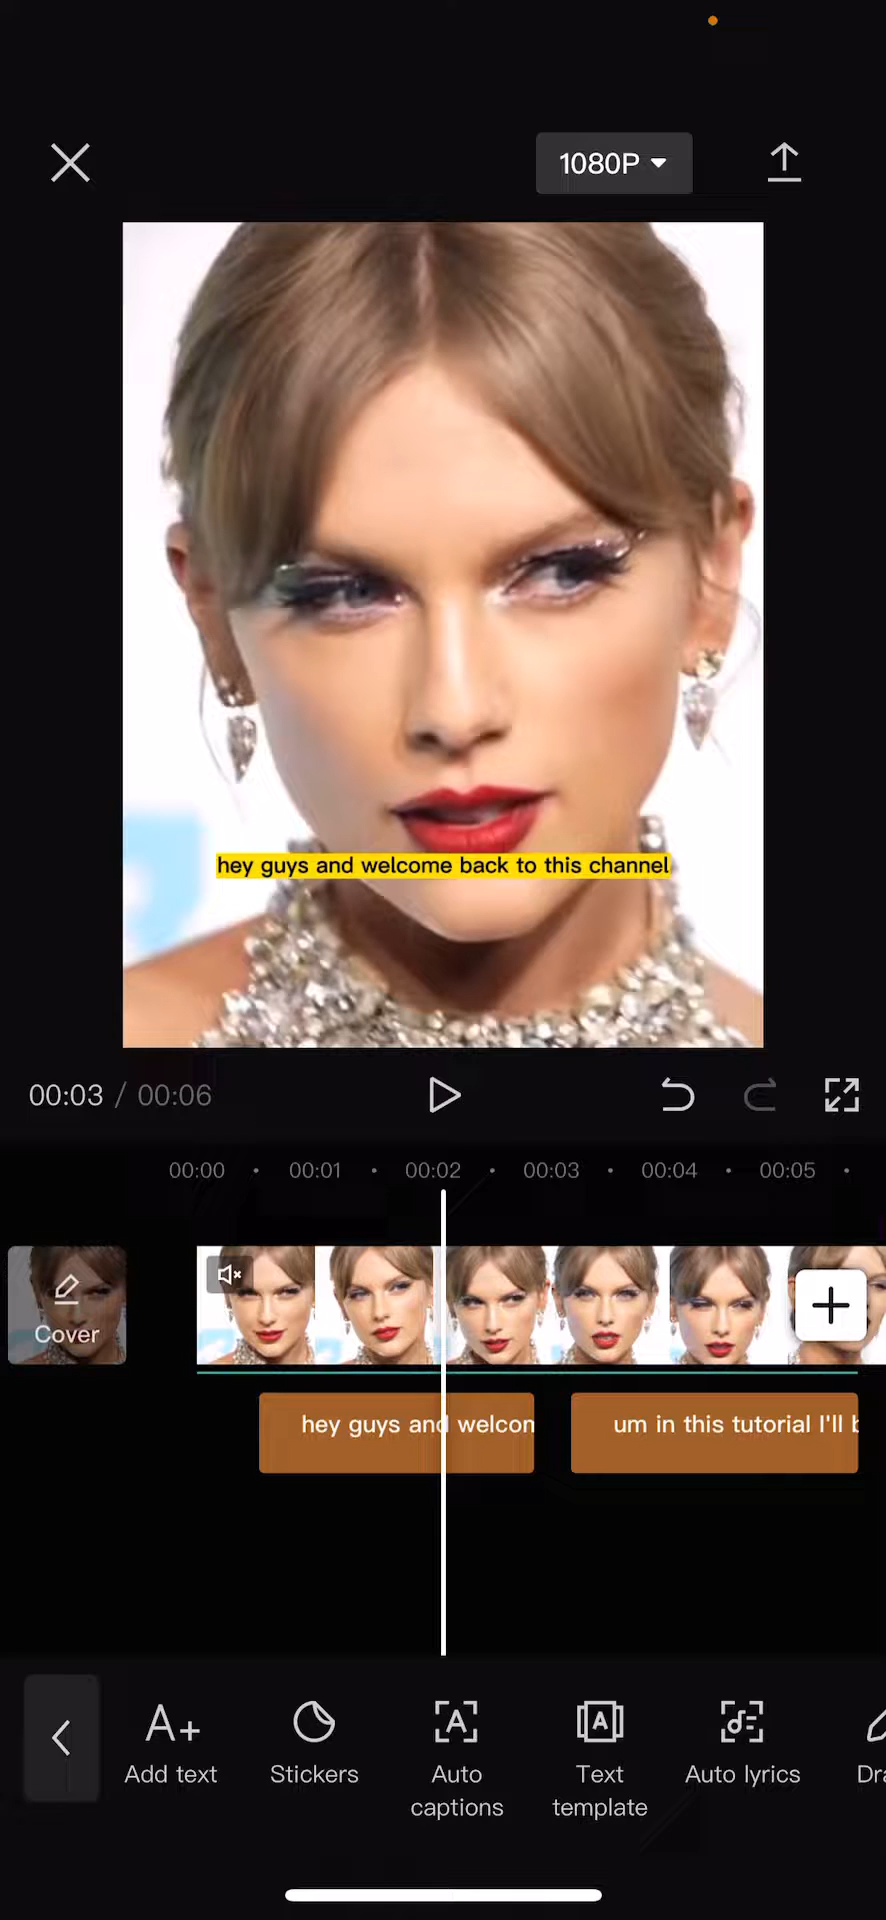 1080P
hey guys and welcome back to this channel
00:03 / 00:06
00:00 00:01 00:02 00:03 00:04 00:05
Cover
hey guys and welcom
um in this tutorial I'll b
A+
Add text
Stickers
A
Auto captions
A
Text template
Auto lyrics
Dra